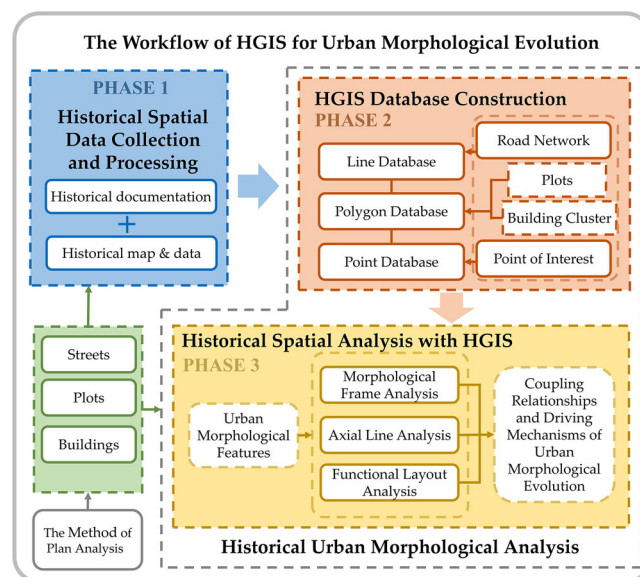 The Workflow of HGIS for Urban Morphological Evolution
PHASE 1
Historical Spatial
Data Collection
and Processing
Historical documentation
+
Historical map & data
HGIS Database Construction
PHASE 2
Line Database
Polygon Database
Point Database
Road Network
Plots
Building Cluster
Point of Interest
Streets
Plots
Buildings
The Method of
Plan Analysis
Historical Spatial Analysis with HGIS
PHASE 3
Urban
Morphological
Features
Morphological
Frame Analysis
Axial Line Analysis
Functional Layout
Analysis
Coupling
Relationships
and Driving
Mechanisms of
Urban
Morphological
Evolution
Historical Urban Morphological Analysis